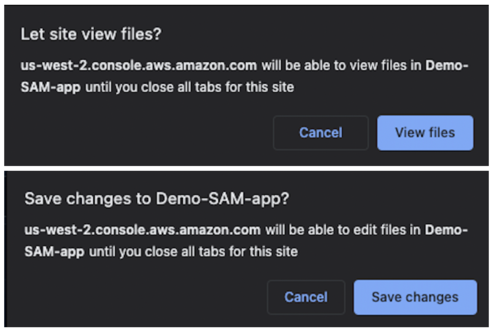 Let site view files?
us-west-2.console.aws.amazon.com will be able to view files in Demo-
SAM-app until you close all tabs for this site
Cancel
View files
Save changes to Demo-SAM-app?
us-west-2.console.aws.amazon.com will be able to edit files in Demo-
SAM-app until you close all tabs for this site
Cancel
Save changes